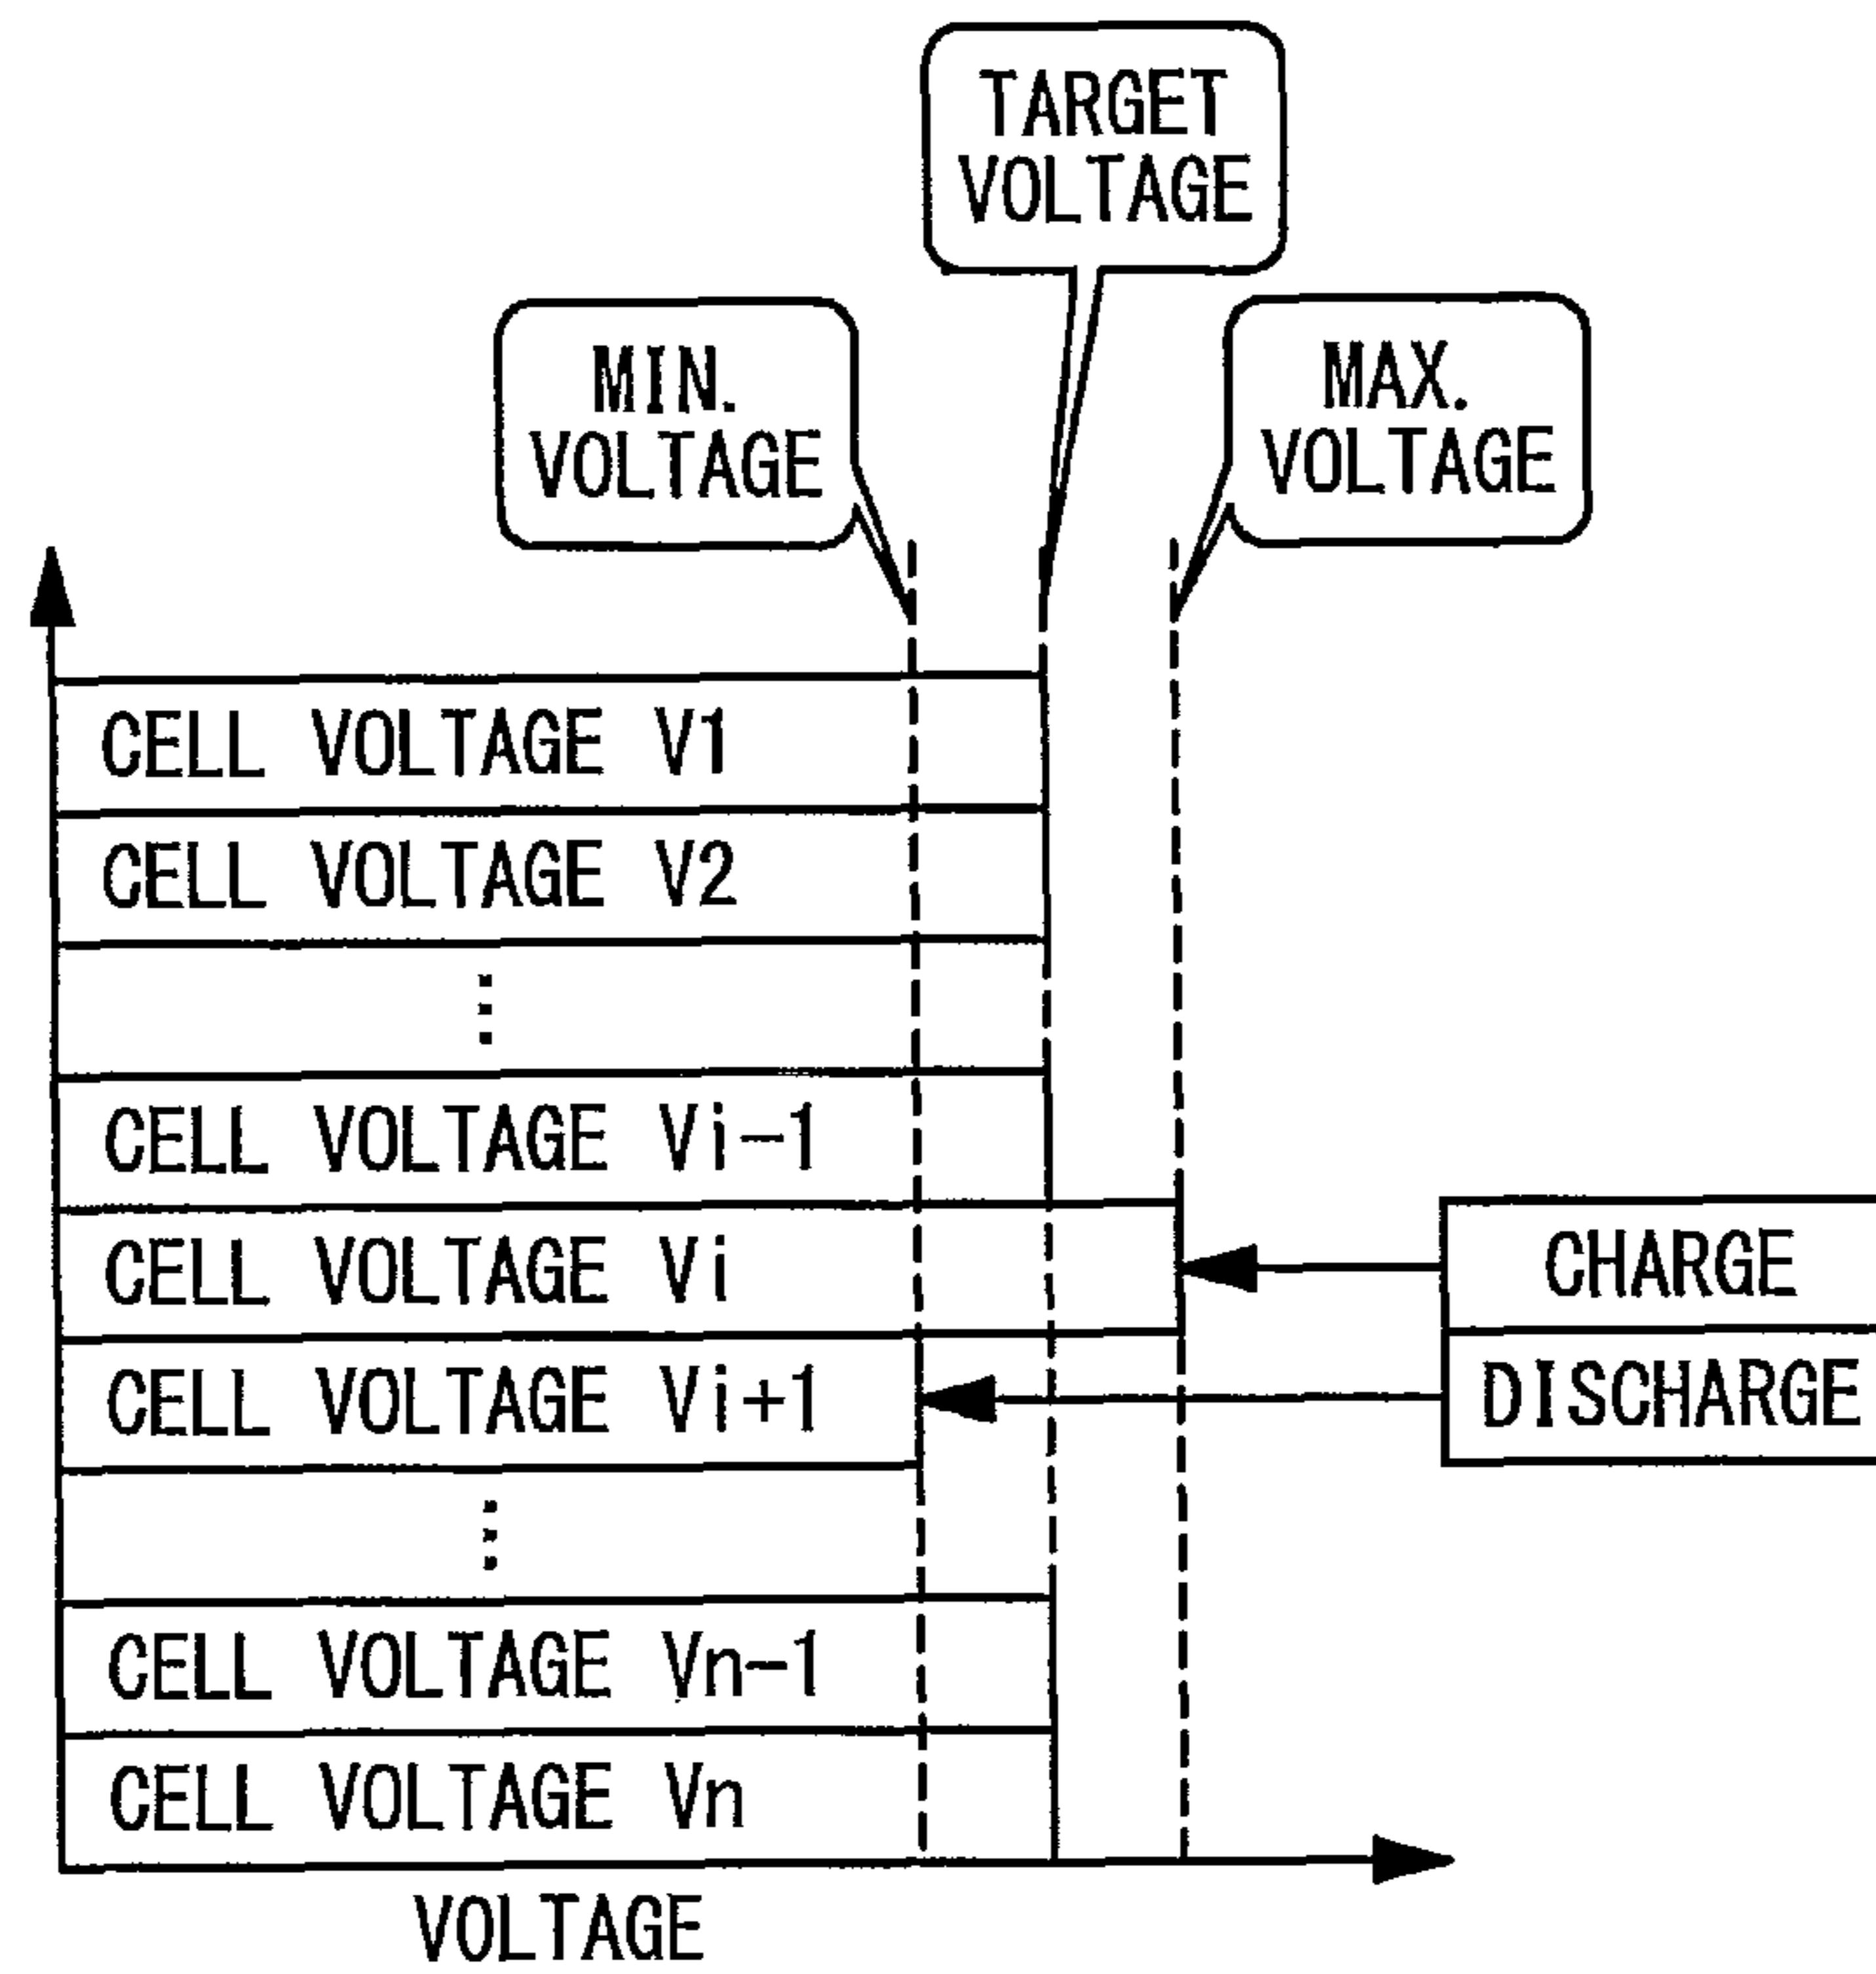 TARGET
VOLTAGE
MIN.
VOLTAGE
MAX.
VOLTAGE
CELL VOLTAGE V1
CELL VOLTAGE V2
CELL VOLTAGE Vi-1
CELL VOLTAGE Vi
CHARGE
CELL VOLTAGE Vi+1
DISCHARGE
CELL VOLTAGE Vn-1
CELL VOLTAGE Vn
VOLTAGE